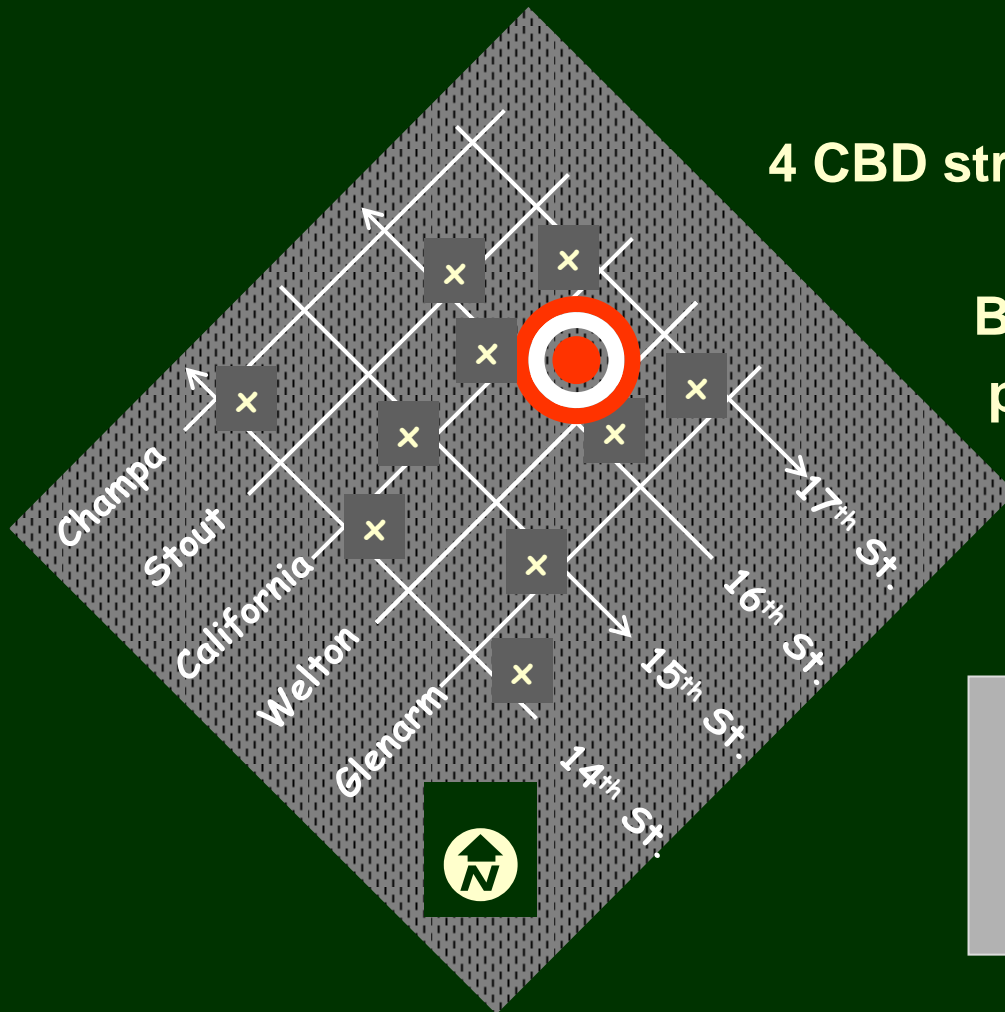 4 CBD str
B
p
Champa
Stout
California
Welton
Glenarm
17th St.
16th St.
15th St.
14th St.
N
×
×
×
×
×
×
×
×
×
×